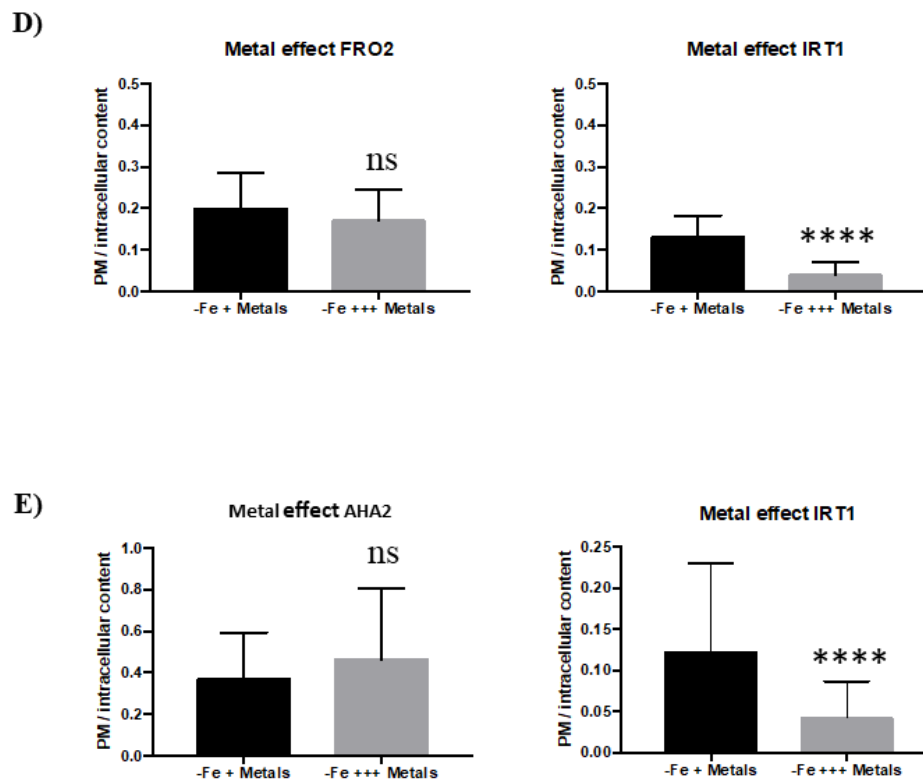 D)
Metal effect FRO2
PM / intracellular content
0.5
0.4
0.3
0.2
0.1
0.0
ns
-Fe + Metals
-Fe +++ Metals
Metal effect IRT1
PM / intracellular content
0.5
0.4
0.3
0.2
0.1
0.0
****
-Fe + Metals
-Fe +++ Metals
E)
Metal effect AHA2
PM / intracellular content
1.0
0.8
0.6
0.4
0.2
0.0
ns
-Fe + Metals
-Fe +++ Metals
Metal effect IRT1
PM / intracellular content
0.25
0.20
0.15
0.10
0.05
0.00
****
-Fe + Metals
-Fe +++ Metals